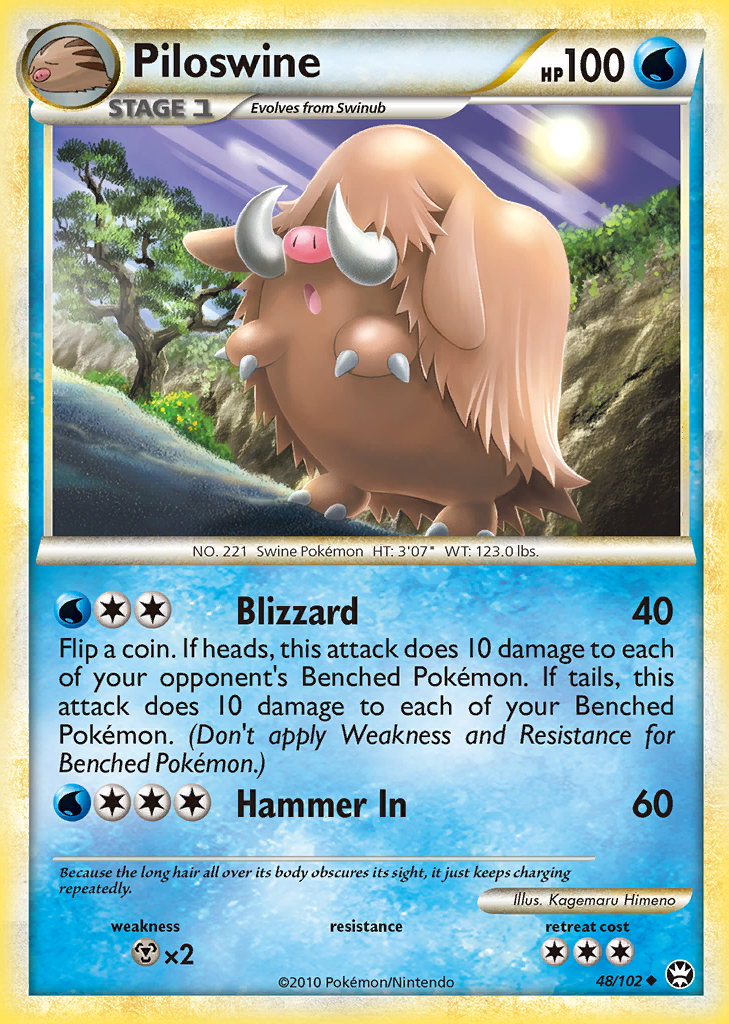 Piloswine
HP100
STAGE 1
Evolves from Swinub
NO. 221 Swine Pokémon HT: 3'07" WT: 123.0 lbs.
Blizzard 40
Flip a coin. If heads, this attack does 10 damage to each
of your opponent's Benched Pokémon. If tails, this
attack does 10 damage to each of your Benched
Pokémon. (Don't apply Weakness and Resistance for
Benched Pokémon.)
Hammer In 60
Because the long hair all over its body obscures its sight, it just keeps charging
repeatedly.
Illus. Kagemaru Himeno
weakness resistance retreat cost
×2
©2010 Pokémon/Nintendo
48/102